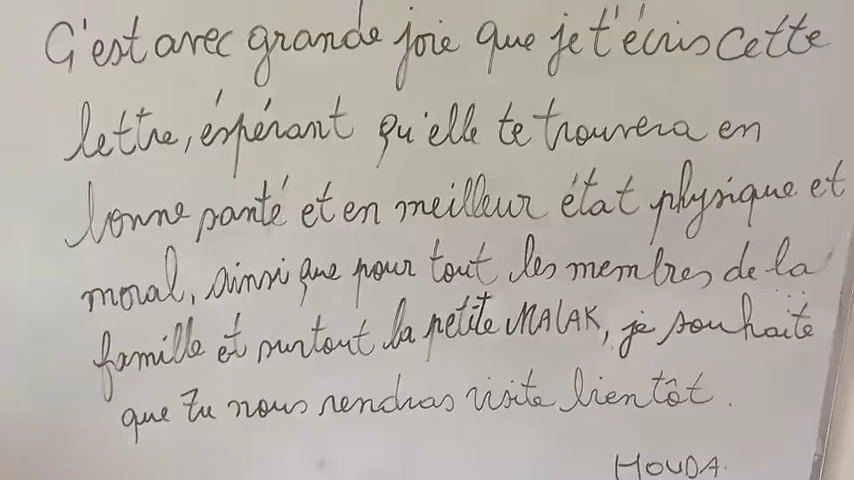 C'est avec grande joie que je t'écris cette
lettre, éspérant qu'elle te trouvera en
bonne santé et en meilleur état physique et
moral, ainsi que pour tout les membres de la
famille et surtout la petite MALAK, je souhaite
que tu nous rendras visite bientôt.
HOUDA.